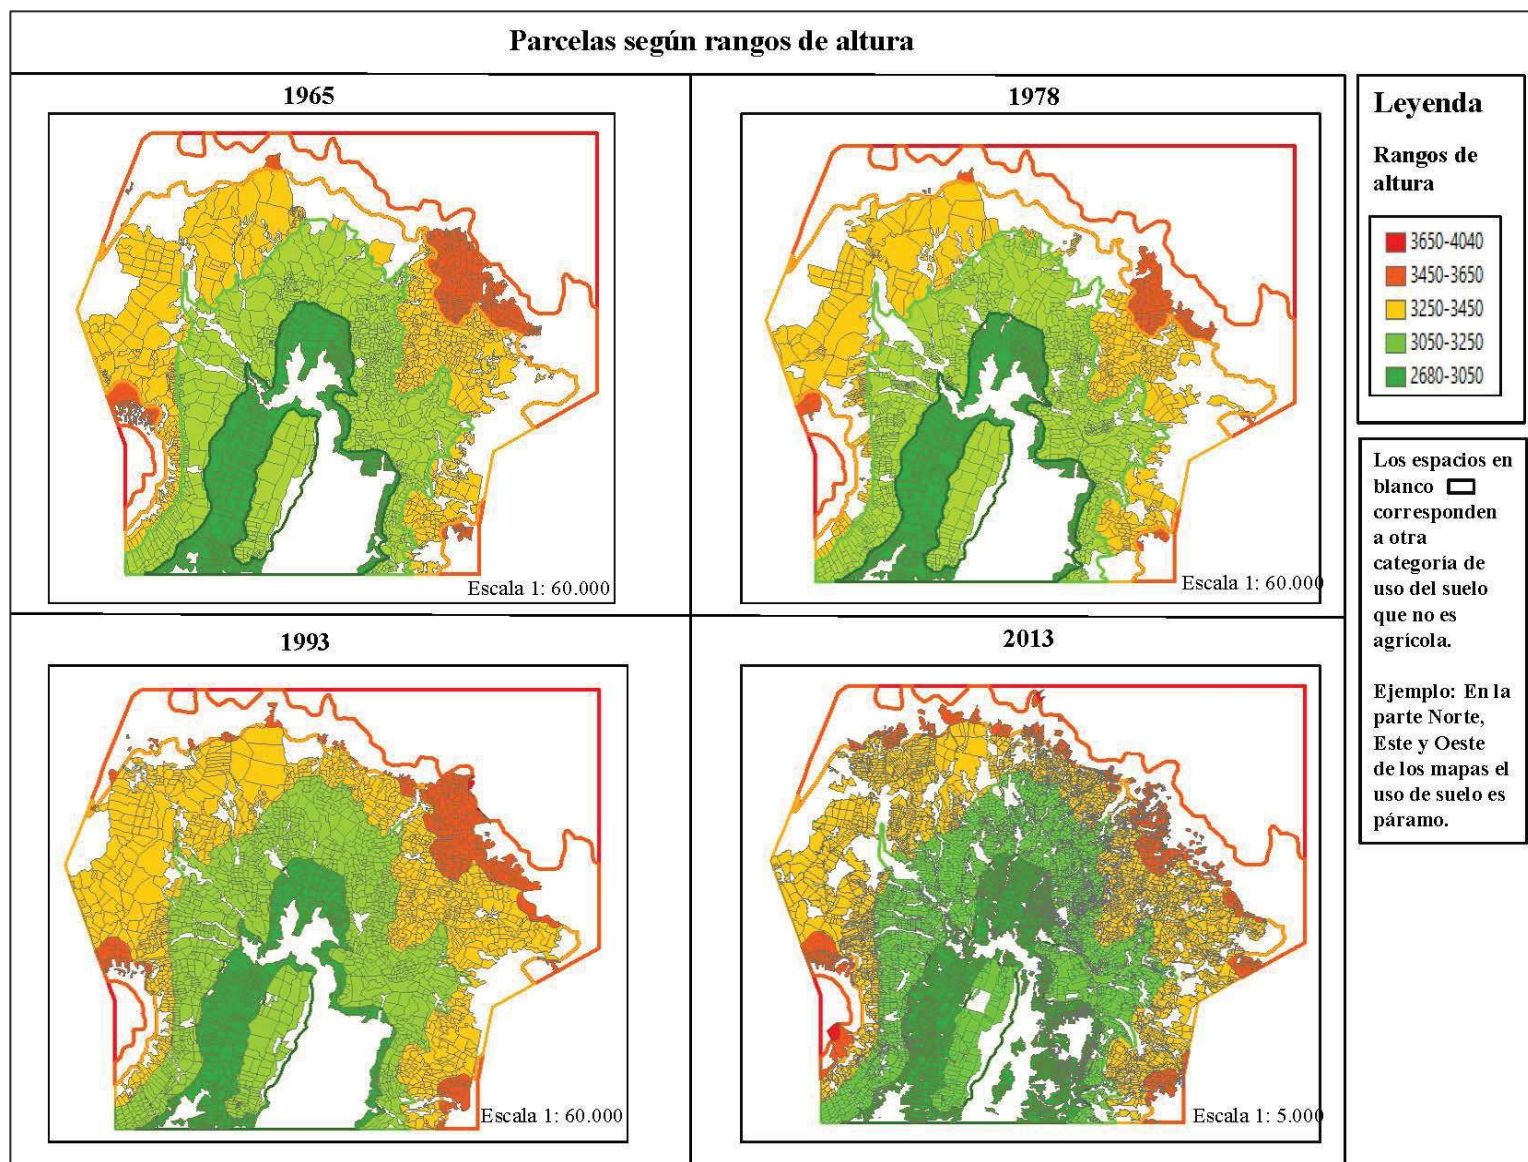 Parcelas según rangos de altura
1965
Escala 1: 60.000
1978
Escala 1: 60.000
1993
Escala 1: 60.000
2013
Escala 1: 5.000
Leyenda
Rangos de
altura
3650-4040
3450-3650
3250-3450
3050-3250
2680-3050
Los espacios en
blanco
corresponden
a otra
categoría de
uso del suelo
que no es
agrícola.
Ejemplo: En la
parte Norte,
Este y Oeste
de los mapas el
uso de suelo es
páramo.